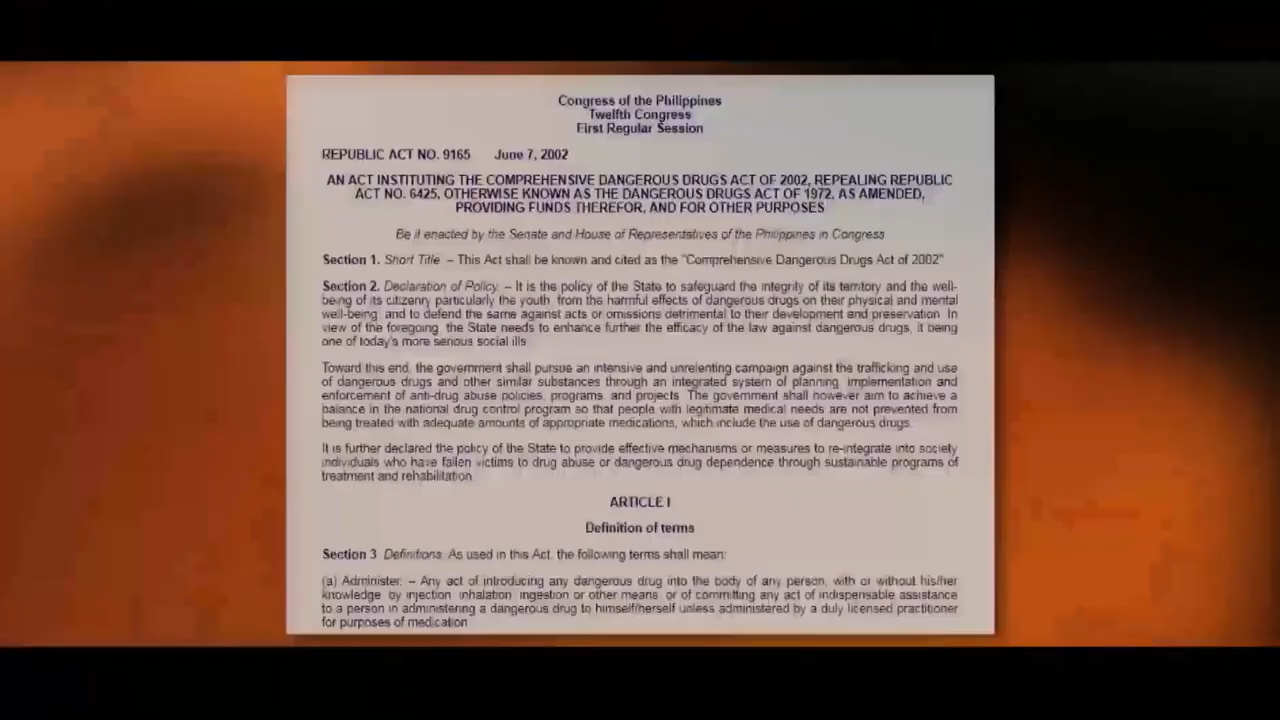 Congress of the Philippines
Twelfth Congress
First Regular Session
REPUBLIC ACT NO. 9165 June 7, 2002
AN ACT INSTITUTING THE COMPREHENSIVE DANGEROUS DRUGS ACT OF 2002, REPEALING REPUBLIC
ACT NO. 6425, OTHERWISE KNOWN AS THE DANGEROUS DRUGS ACT OF 1972, AS AMENDED,
PROVIDING FUNDS THEREFOR, AND FOR OTHER PURPOSES
Be it enacted by the Senate and House of Representatives of the Philippines in Congress
Section 1. Short Title – This Act shall be known and cited as the "Comprehensive Dangerous Drugs Act of 2002"
Section 2. Declaration of Policy. – It is the policy of the State to safeguard the integrity of its territory and the well-
being of its citizenry particularly the youth, from the harmful effects of dangerous drugs on their physical and mental
well-being, and to defend the same against acts or omissions detrimental to their development and preservation. In
view of the foregoing, the State needs to enhance further the efficacy of the law against dangerous drugs, it being
one of today's more serious social ills.
Toward this end, the government shall pursue an intensive and unrelenting campaign against the trafficking and use
of dangerous drugs and other similar substances through an integrated system of planning, implementation and
enforcement of anti-drug abuse policies, programs, and projects. The government shall however aim to achieve a
balance in the national drug control program so that people with legitimate medical needs are not prevented from
being treated with adequate amounts of appropriate medications, which include the use of dangerous drugs.
It is further declared the policy of the State to provide effective mechanisms or measures to re-integrate into society
individuals who have fallen victims to drug abuse or dangerous drug dependence through sustainable programs of
treatment and rehabilitation.
ARTICLE I
Definition of terms
Section 3. Definitions. As used in this Act, the following terms shall mean:
(a) Administer. – Any act of introducing any dangerous drug into the body of any person, with or without his/her
knowledge, by injection, inhalation, ingestion or other means, or of committing any act of indispensable assistance
to a person in administering a dangerous drug to himself/herself unless administered by a duly licensed practitioner
for purposes of medication.